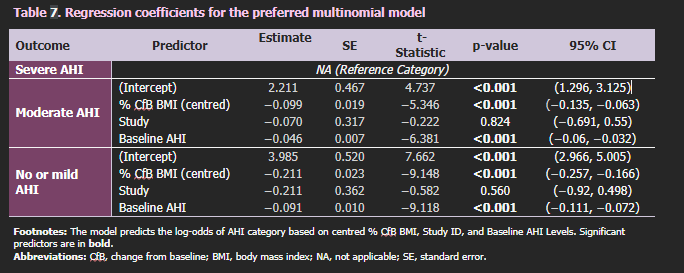 Table 7. Regression coefficients for the preferred multinomial model
Outcome Predictor Estimate SE t-Statistic p-value 95% CI
Severe AHI NA (Reference Category)
Moderate AHI (Intercept) 2.211 0.467 4.737 <0.001 (1.296, 3.125)
% CfB BMI (centred) −0.099 0.019 −5.346 <0.001 (−0.135, −0.063)
Study −0.070 0.317 −0.222 0.824 (−0.691, 0.55)
Baseline AHI −0.046 0.007 −6.381 <0.001 (−0.06, −0.032)
No or mild AHI (Intercept) 3.985 0.520 7.662 <0.001 (2.966, 5.005)
% CfB BMI (centred) −0.211 0.023 −9.148 <0.001 (−0.257, −0.166)
Study −0.211 0.362 −0.582 0.560 (−0.92, 0.498)
Baseline AHI −0.091 0.010 −9.118 <0.001 (−0.111, −0.072)
Footnotes: The model predicts the log-odds of AHI category based on centred % CfB BMI, Study ID, and Baseline AHI Levels. Significant
predictors are in bold.
Abbreviations: CfB, change from baseline; BMI, body mass index; NA, not applicable; SE, standard error.